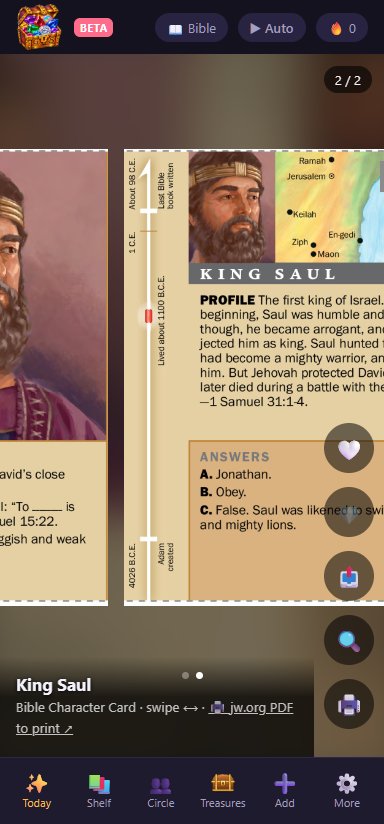 BETA
Bible
Auto
0
2 / 2
About 98 C.E.
Last Bible
book written
1 C.E.
Lived about 1100 B.C.E.
4026 B.C.E.
Adam
created
Ramah
Jerusalem
Keilah
Ziph
En-gedi
Maon
KING SAUL
PROFILE The first king of Israel.
beginning, Saul was humble and
though, he became arrogant, an
jected him as king. Saul hunted
had become a mighty warrior, an
him. But Jehovah protected David
later died during a battle with the
—1 Samuel 31:1-4.
ANSWERS
A. Jonathan.
B. Obey.
C. False. Saul was likened to swi
and mighty lions.
avid's close
l: “To _____ is
uel 15:22.
ggish and weak
King Saul
Bible Character Card · swipe ↔ · jw.org PDF
to print ↗
Today
Shelf
Circle
Treasures
Add
More